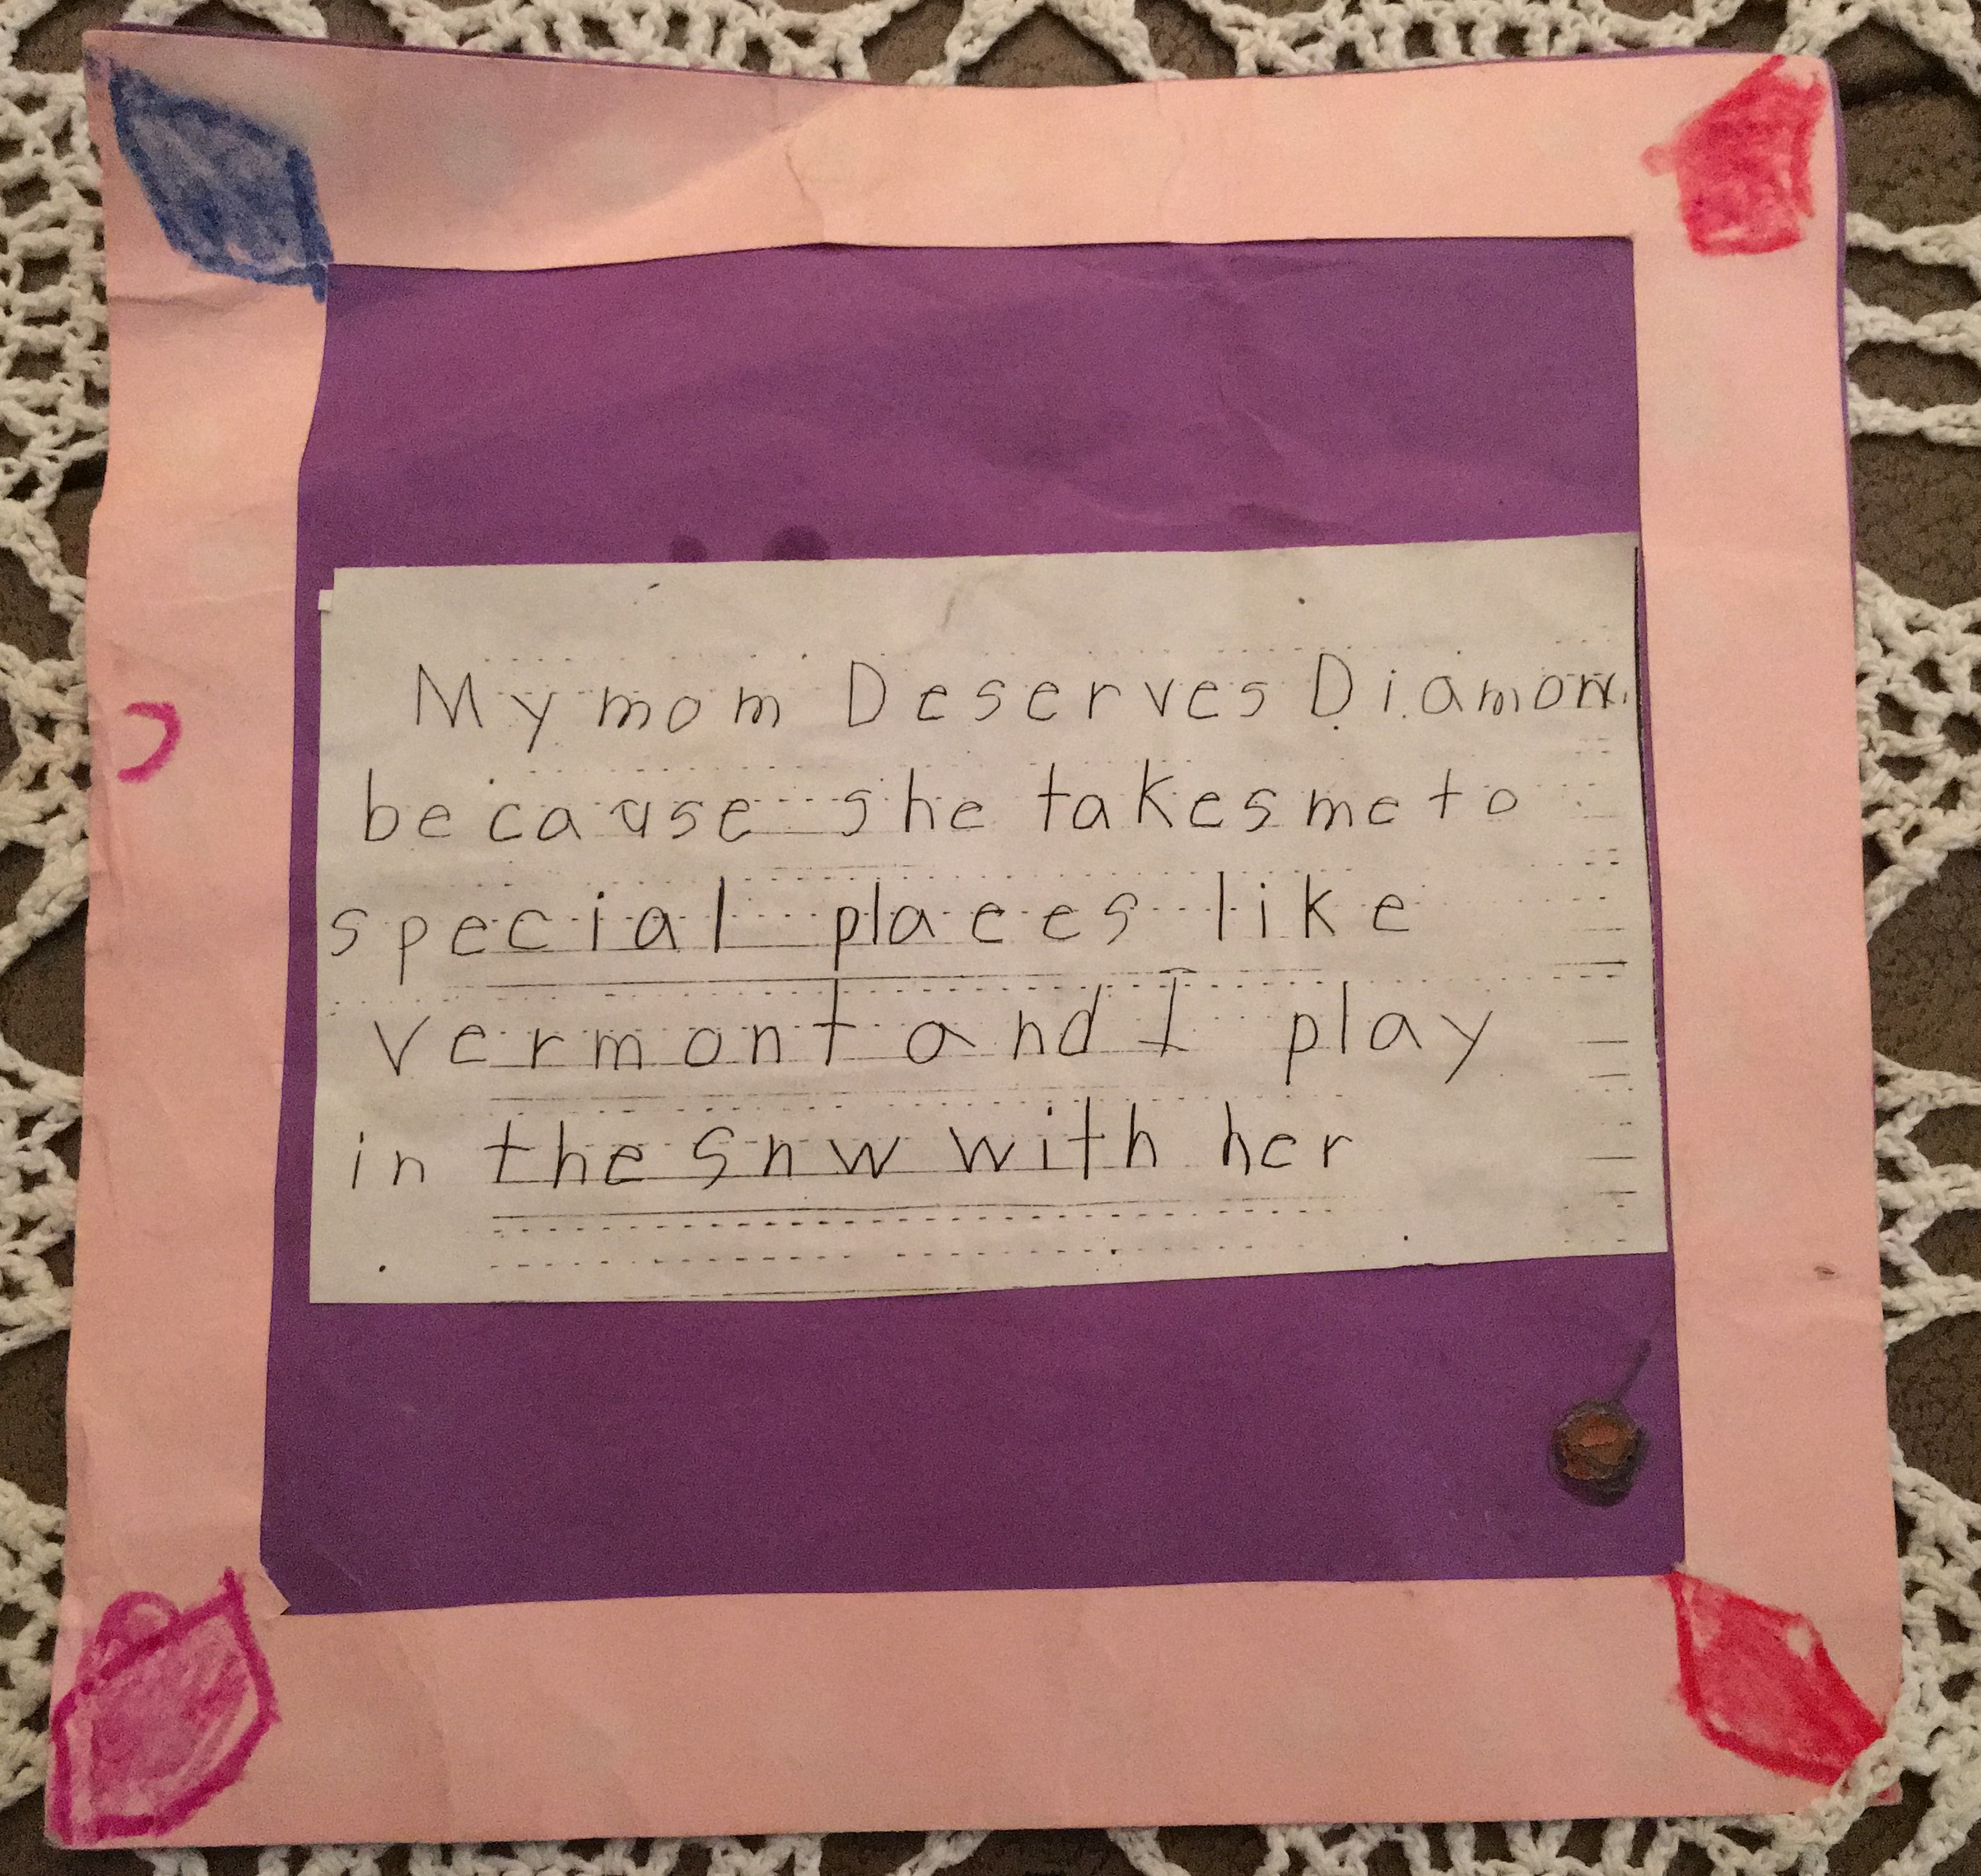 My mom Deserves Diamon
because she takes me to
special places like
vermont and I play
in the snw with her